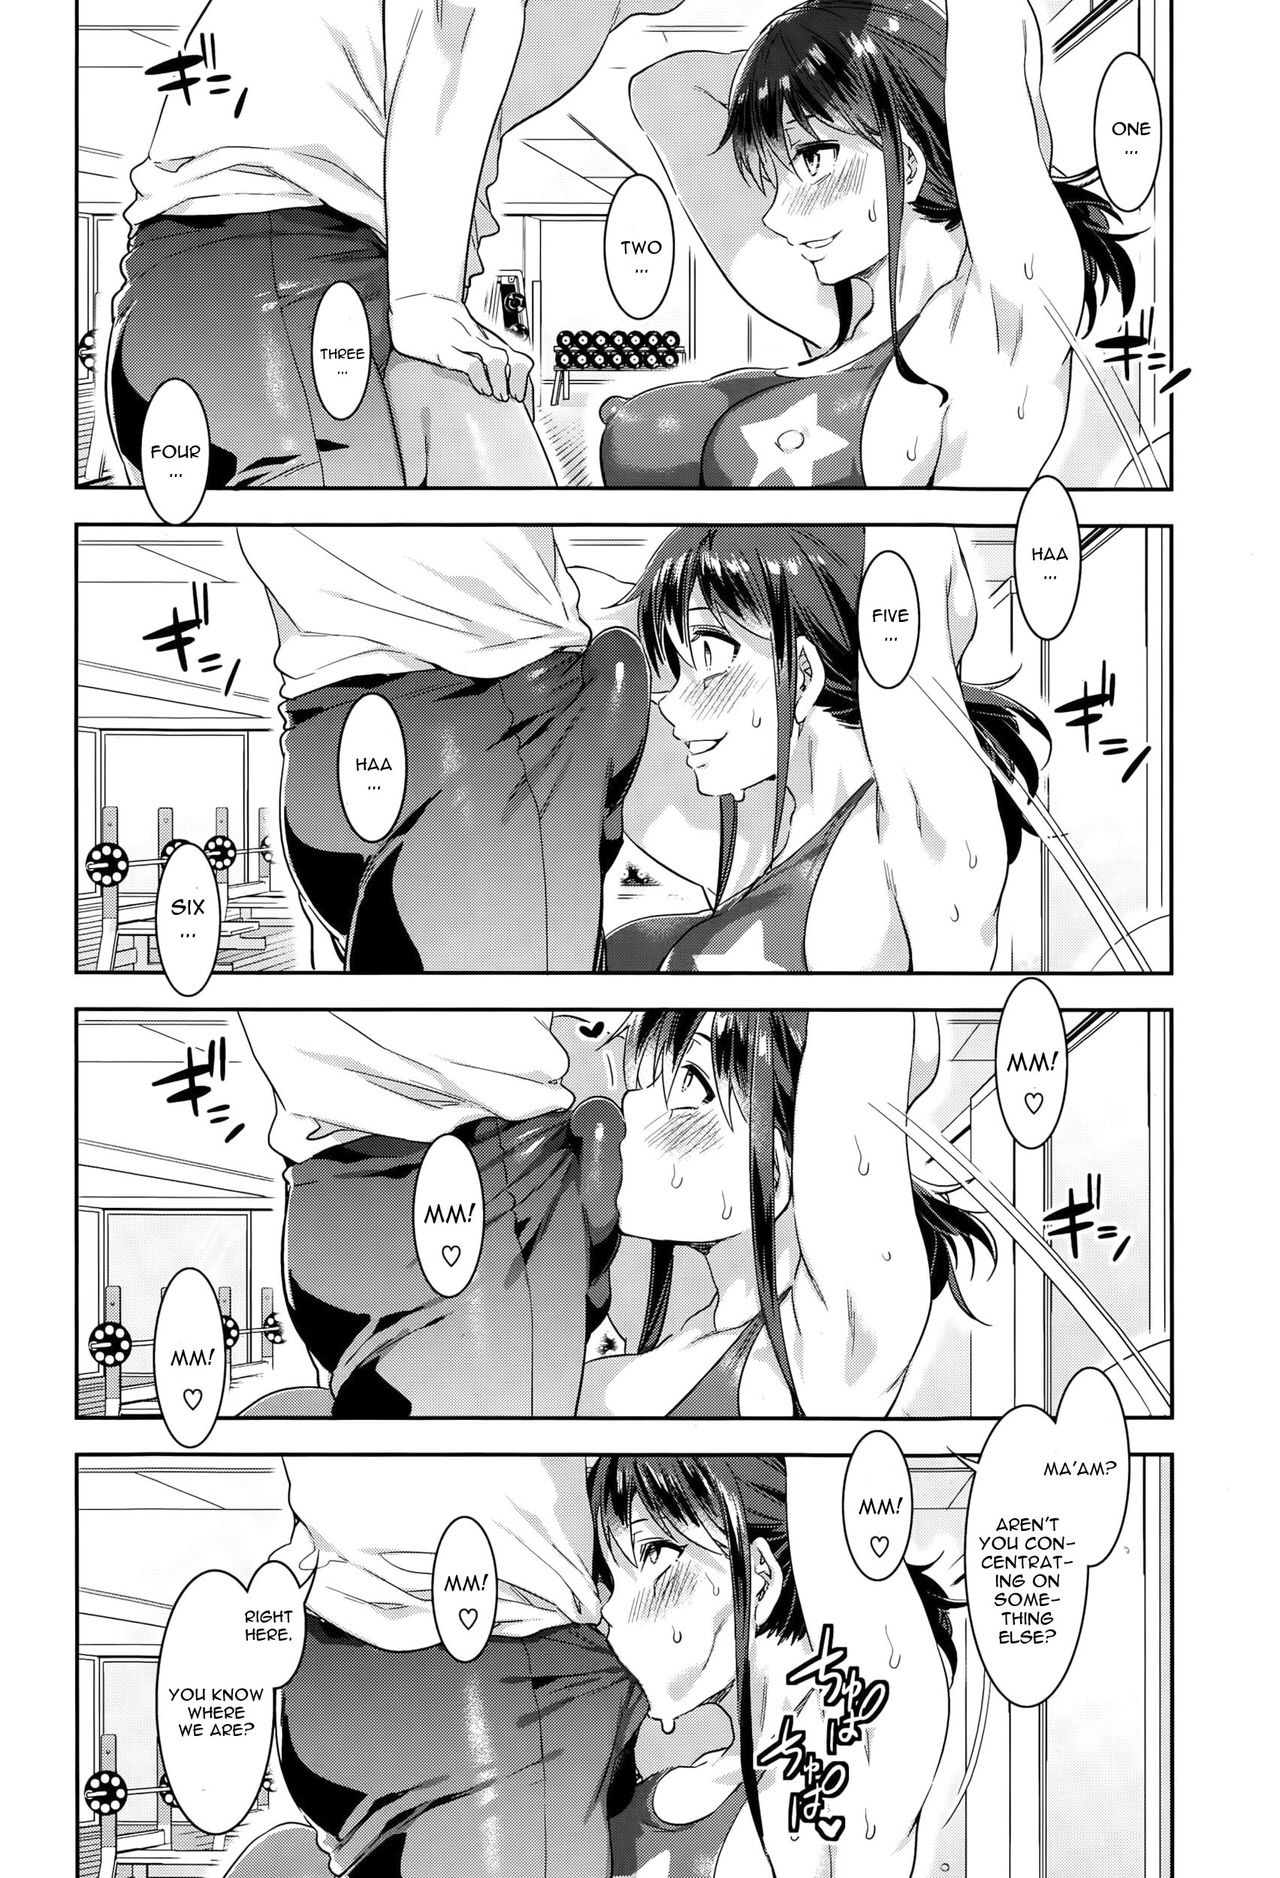 ONE
...
TWO
...
THREE
...
FOUR
...
ギシ
ギシ
HAA
...
FIVE
...
HAA
...
SIX
...
ギシ
ギシ
MM!
♡
MM!
♡
MM!
♡
ギシ
ギシ
MA'AM?
AREN'T
YOU CON-
CENTRAT-
ING ON
SOME-
THING
ELSE?
MM!
♡
MM!
♡
RIGHT
HERE.
YOU KNOW
WHERE
WE ARE?
ちゅぱ
ちゅぱ♥